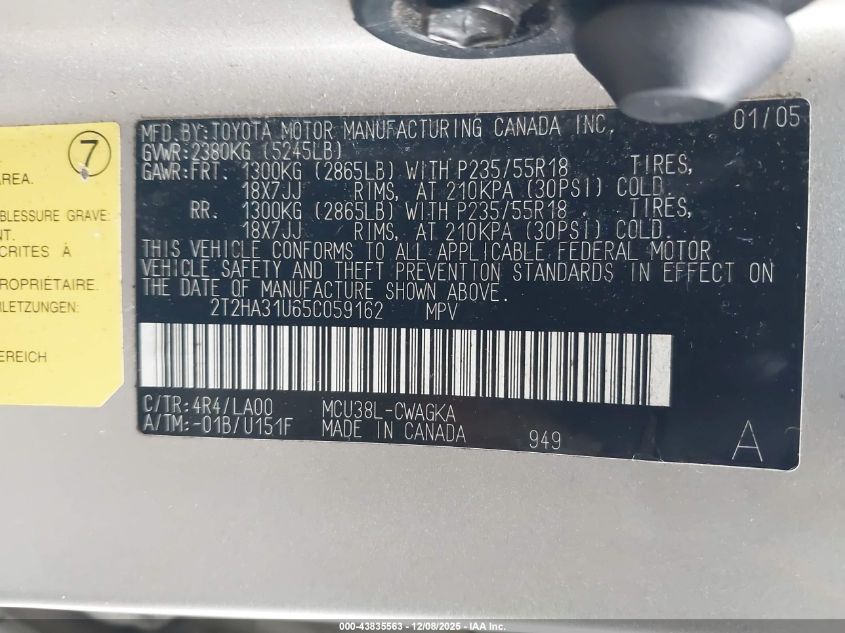 7
AREA.
BLESSURE GRAVE
NT.
CRITES À
ROPRIÉTAIRE.
LETZUNGEN:
BEREICH
MFD.BY:TOYOTA MOTOR MANUFACTURING CANADA INC. 01/05
GVWR:2380KG (5245LB)
GAWR:FRT. 1300KG (2865LB) WITH P235/55R18 TIRES,
18X7JJ RIMS, AT 210KPA (30PSI) COLD.
RR. 1300KG (2865LB) WITH P235/55R18 TIRES,
18X7JJ RIMS, AT 210KPA (30PSI) COLD.
THIS VEHICLE CONFORMS TO ALL APPLICABLE FEDERAL MOTOR
VEHICLE SAFETY AND THEFT PREVENTION STANDARDS IN EFFECT ON
THE DATE OF MANUFACTURE SHOWN ABOVE.
2T2HA31U65C059162 MPV
C/TR:4R4/LA00 MCU38L-CWAGKA
A/TM:-01B/U151F MADE IN CANADA 949 A
000-43835563 - 12/08/2025 - IAA Inc.